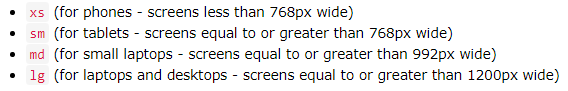 xs (for phones - screens less than 768px wide)
sm (for tablets - screens equal to or greater than 768px wide)
md (for small laptops - screens equal to or greater than 992px wide)
lg (for laptops and desktops - screens equal to or greater than 1200px wide)